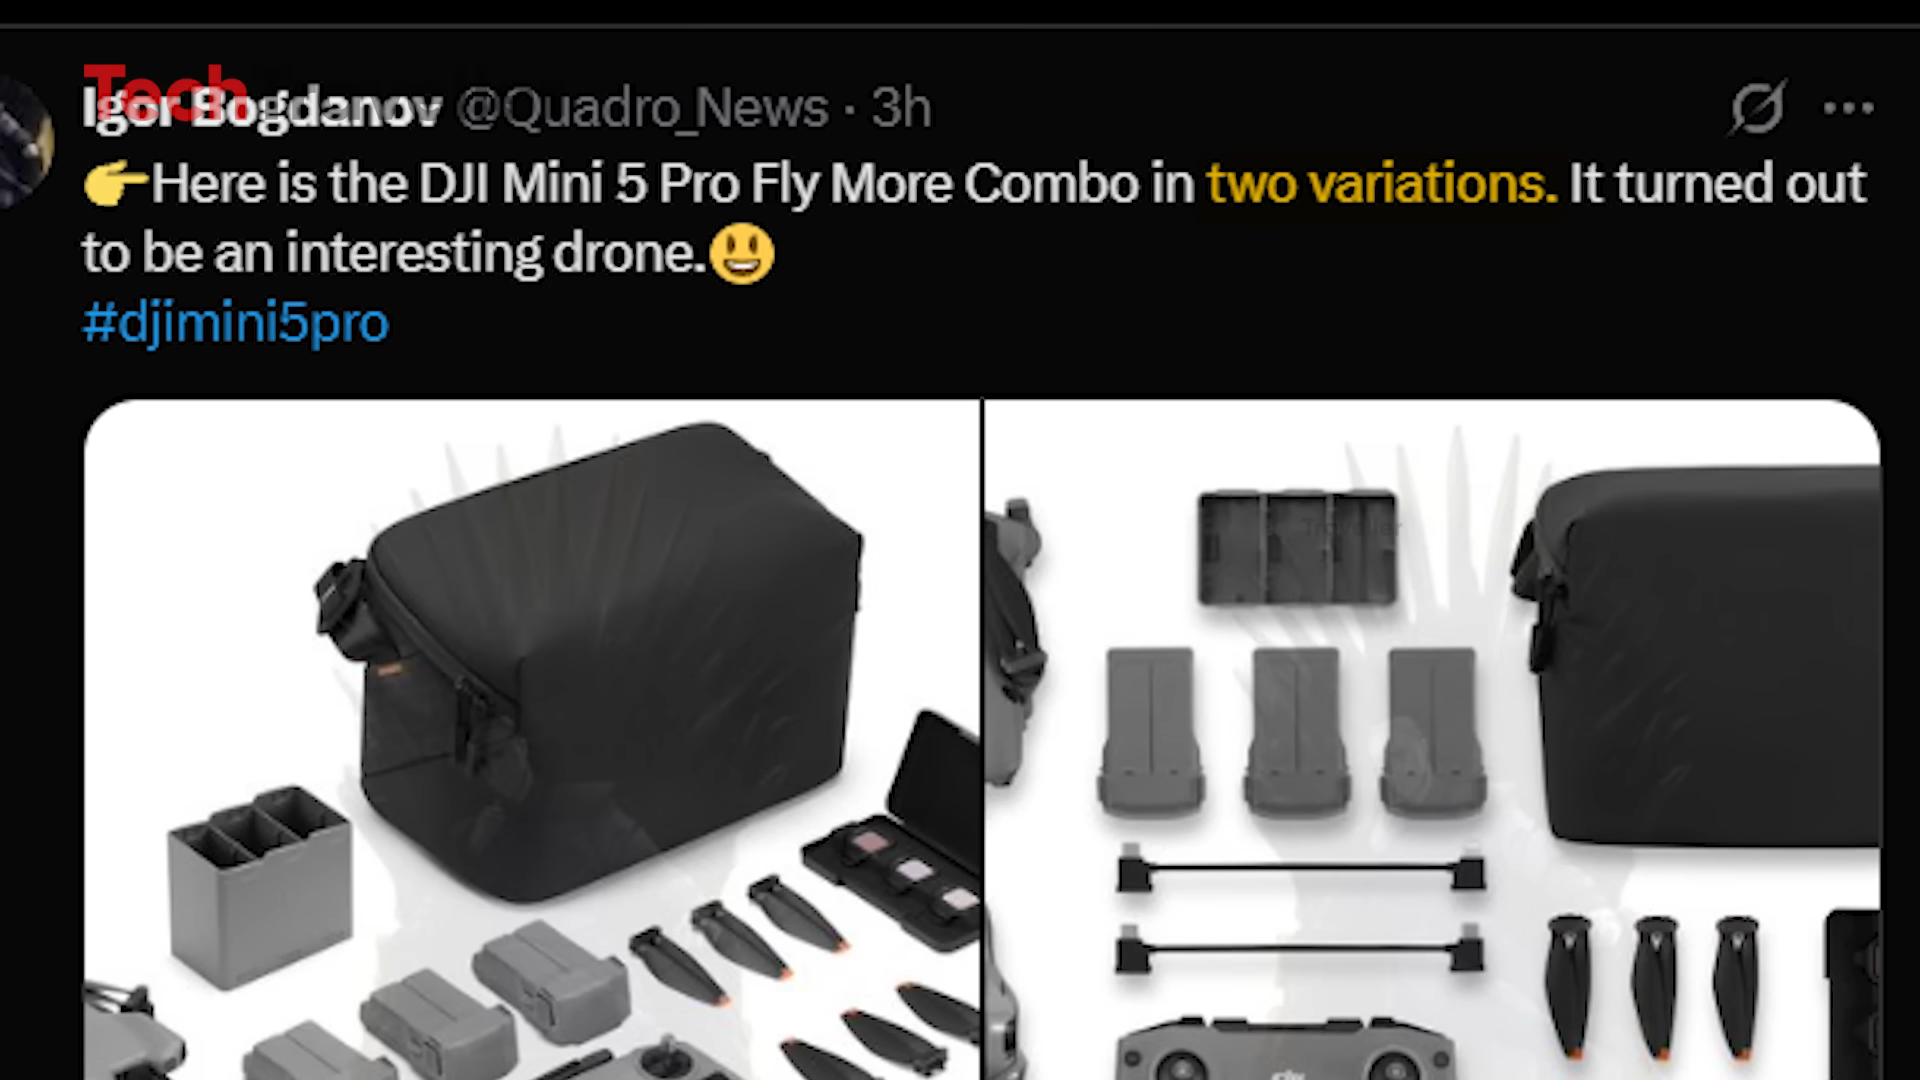 Tech
Igor Bogdanov @Quadro_News · 3h
👉Here is the DJI Mini 5 Pro Fly More Combo in two variations. It turned out
to be an interesting drone.😃
#djimini5pro